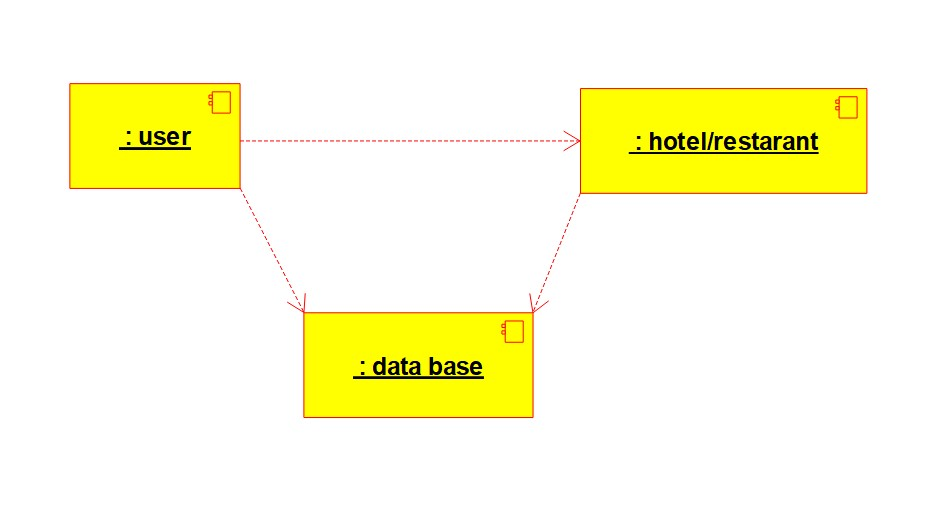 : user
: hotel/restarant
: data base